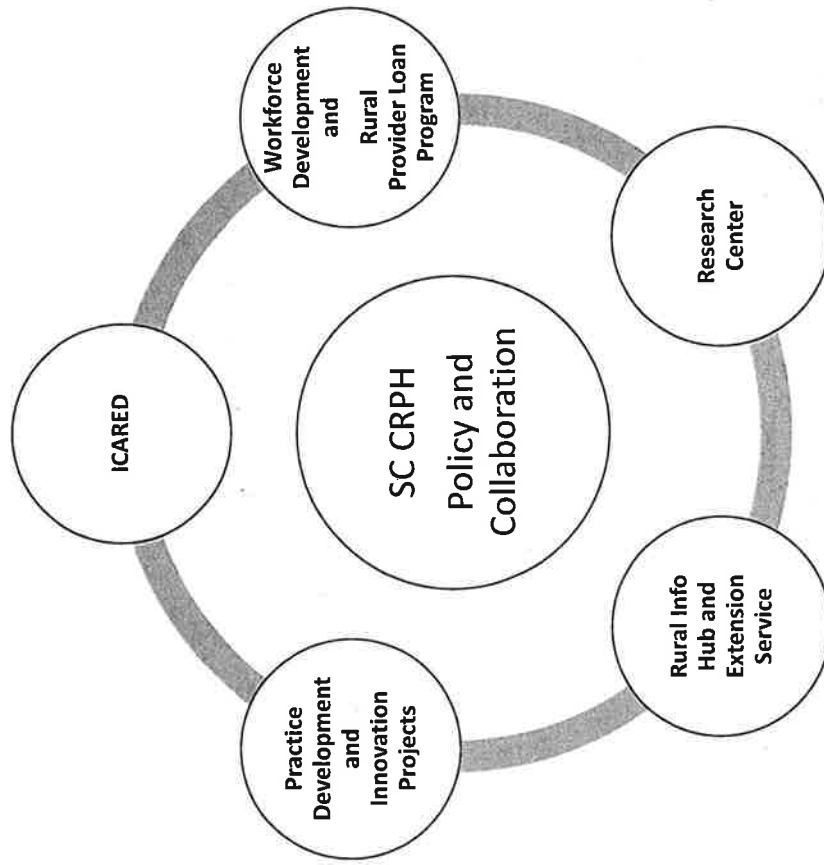 ICARED
Workforce
Development
and
Rural
Provider Loan
Program
Research
Center
Rural Info
Hub and
Extension
Service
Practice
Development
and
Innovation
Projects
SC CRPH
Policy and
Collaboration